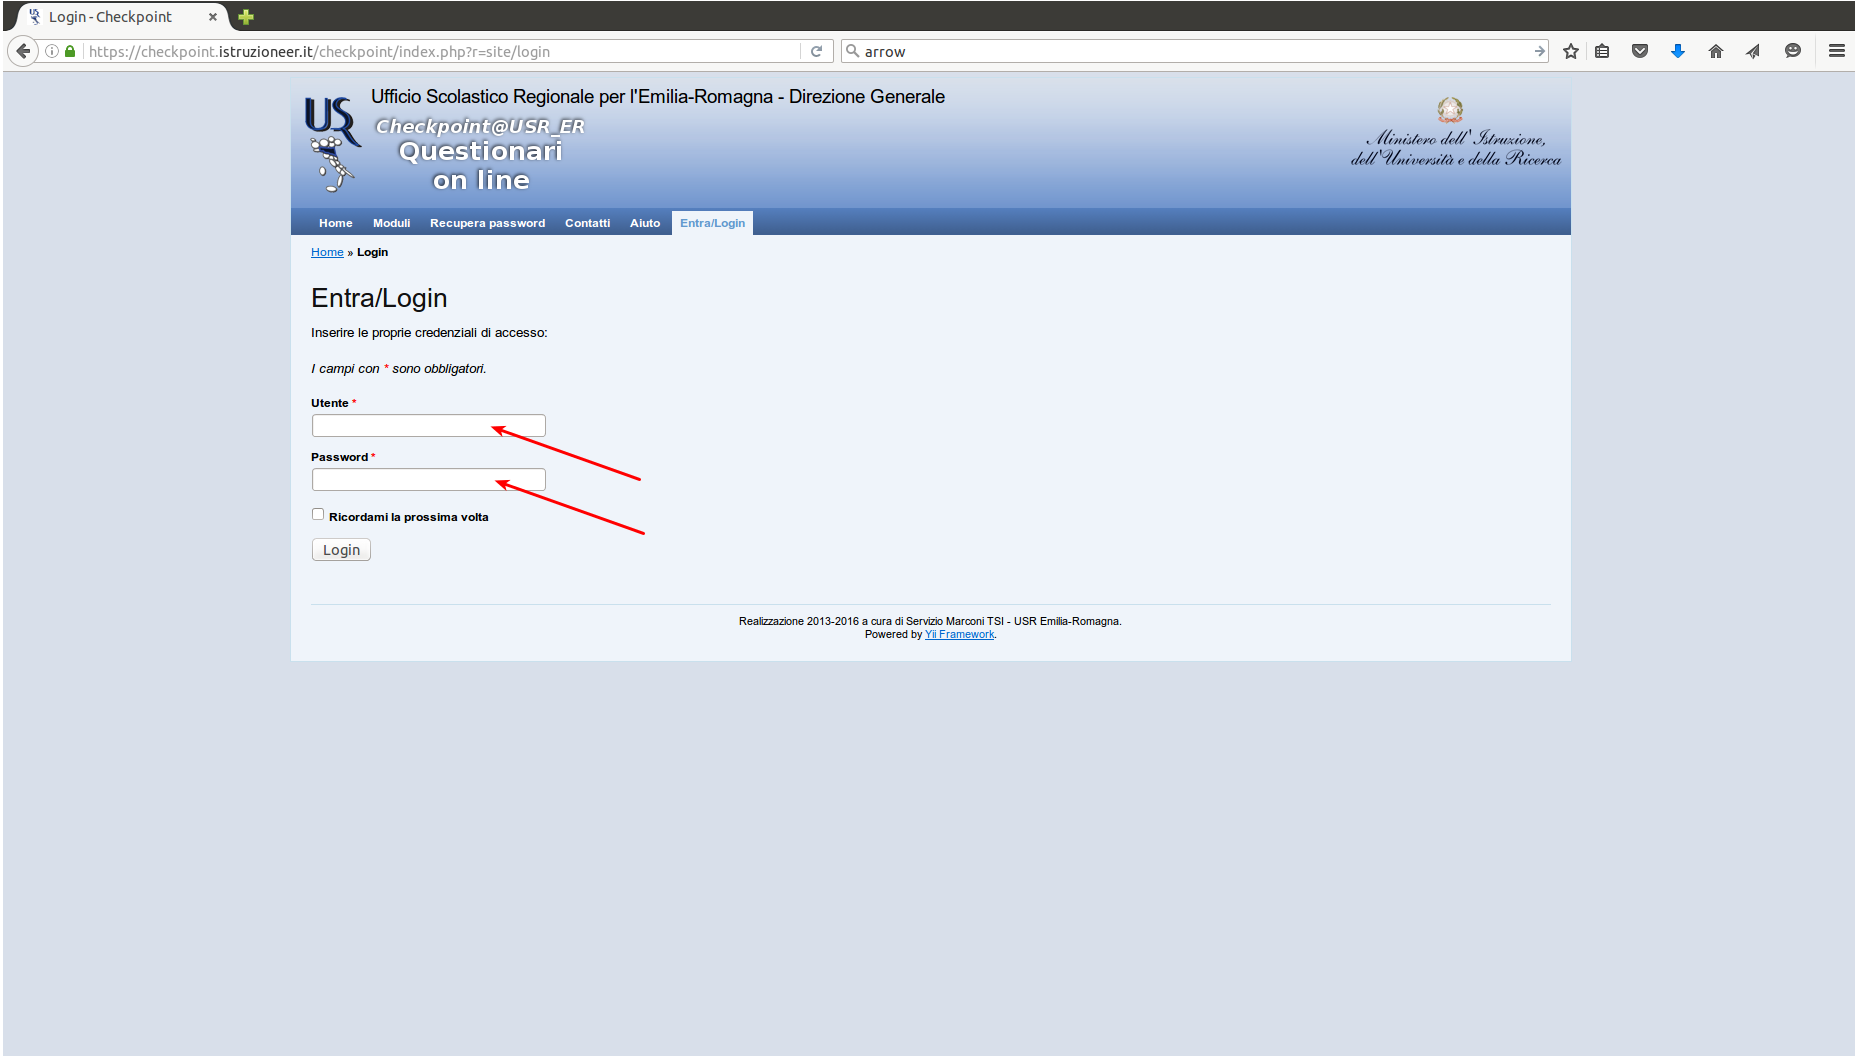 Login - Checkpoint
https://checkpoint.istruzioneer.it/checkpoint/index.php?r=site/login
arrow
USR
Ufficio Scolastico Regionale per l'Emilia-Romagna - Direzione Generale
Checkpoint@USR_ER
Questionari
on line
Ministero dell'Istruzione,
dell'Università e della Ricerca
Home Moduli Recupera password Contatti Aiuto Entra/Login
Home » Login
Entra/Login
Inserire le proprie credenziali di accesso:
I campi con * sono obbligatori.
Utente *
Password *
Ricordami la prossima volta
Login
Realizzazione 2013-2016 a cura di Servizio Marconi TSI - USR Emilia-Romagna.
Powered by Yii Framework.